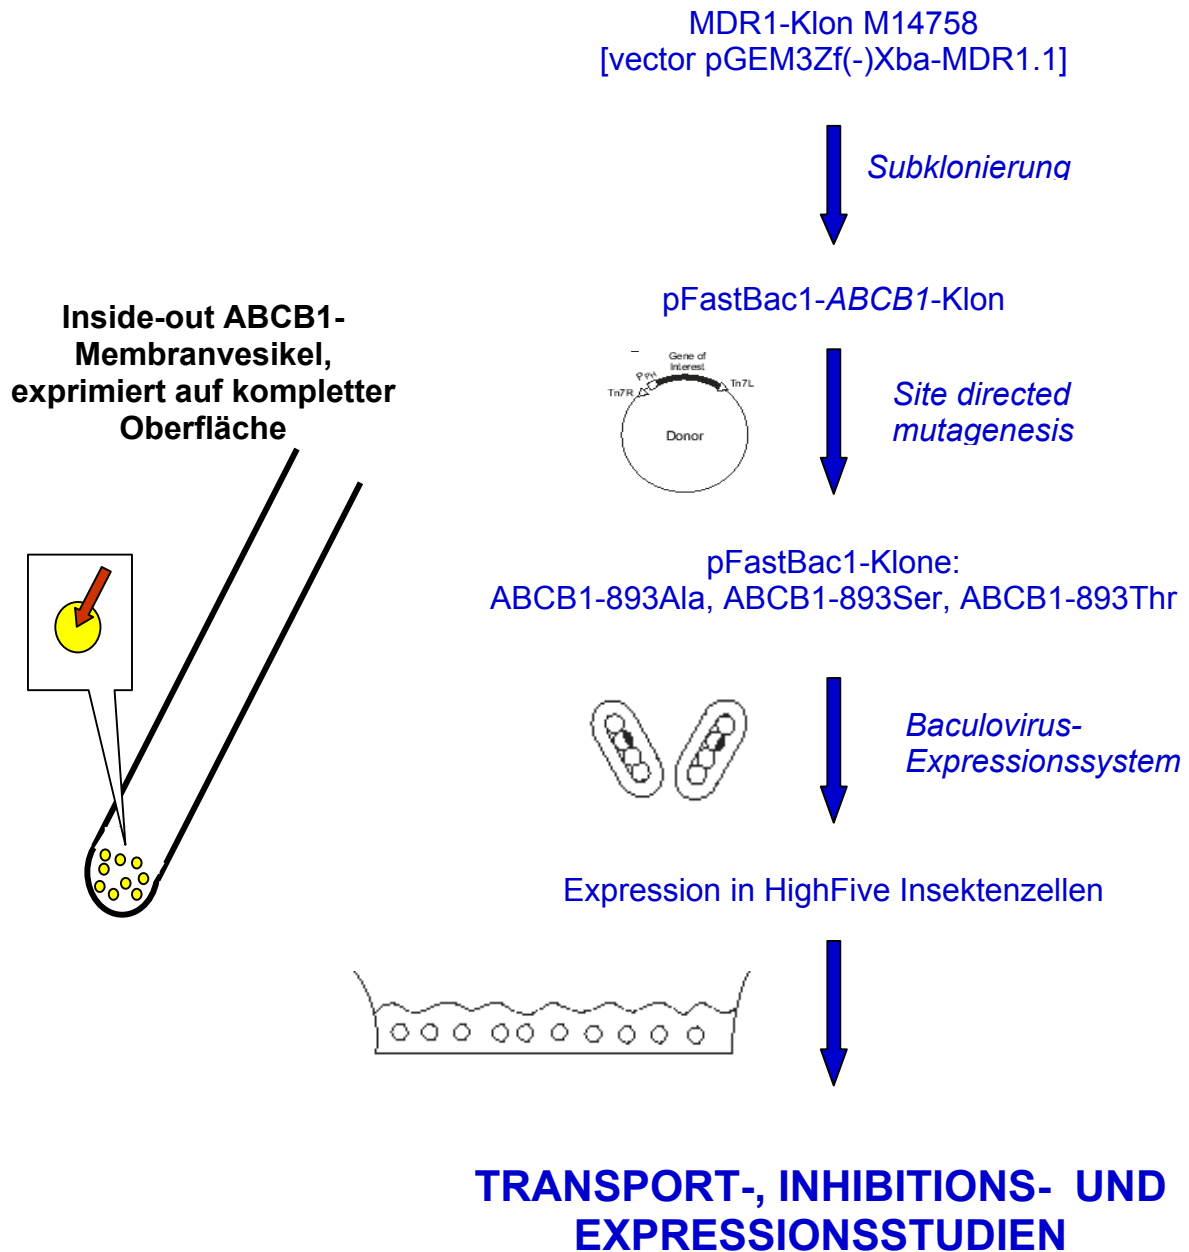 MDR1-Klon M14758
[vector pGEM3Zf(-)Xba-MDR1.1]
Subklonierung
pFastBac1-ABCB1-Klon
Inside-out ABCB1-
Membranvesikel,
exprimiert auf kompletter
Oberfläche
Gene of
Interest
PPH
Tn7R
Tn7L
Donor
Site directed
mutagenesis
pFastBac1-Klone:
ABCB1-893Ala, ABCB1-893Ser, ABCB1-893Thr
Baculovirus-
Expressionssystem
Expression in HighFive Insektenzellen
TRANSPORT-, INHIBITIONS- UND
EXPRESSIONSSTUDIEN